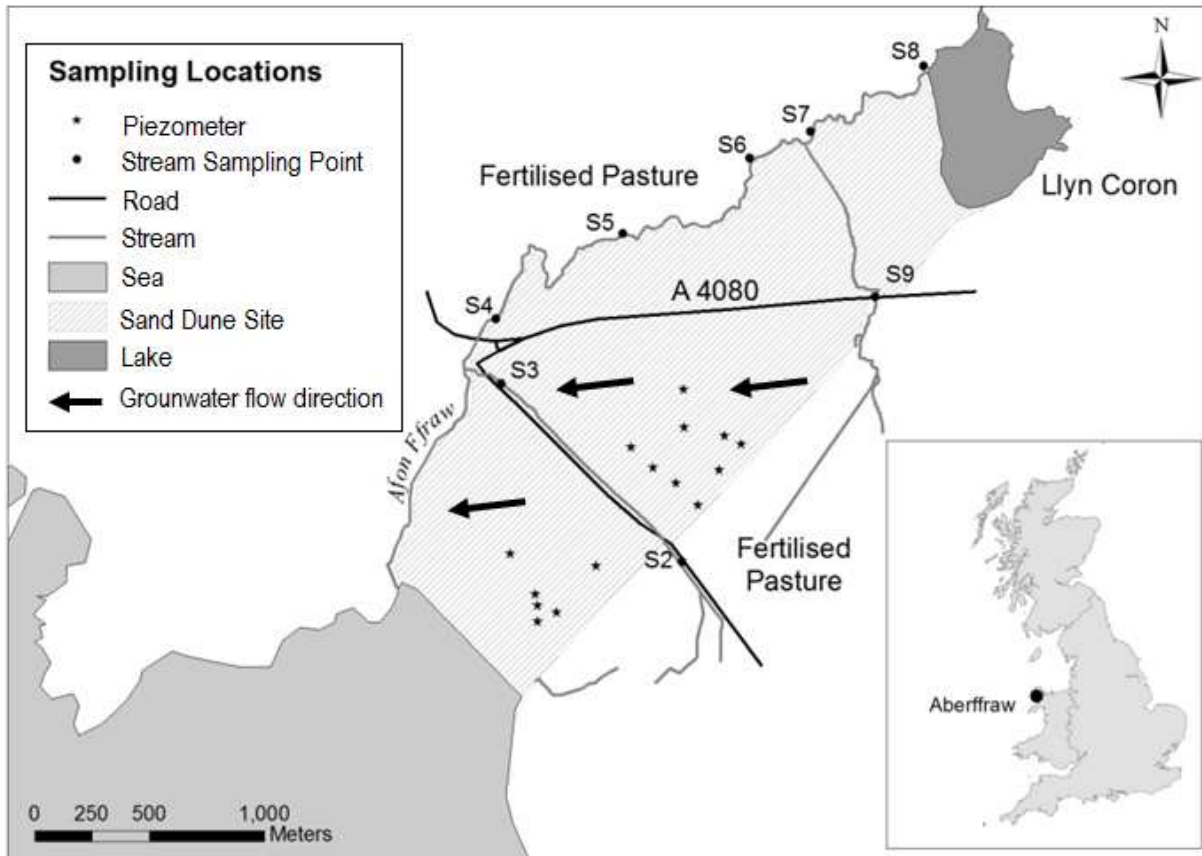 Sampling Locations
Piezometer
Stream Sampling Point
Road
Stream
Sea
Sand Dune Site
Lake
Grounwater flow direction
N
S8
S7
S6
Fertilised Pasture
Llyn Coron
S5
S9
A 4080
S4
S3
Afon Ffraw
S2
Fertilised
Pasture
Aberffraw
0 250 500 1,000
Meters